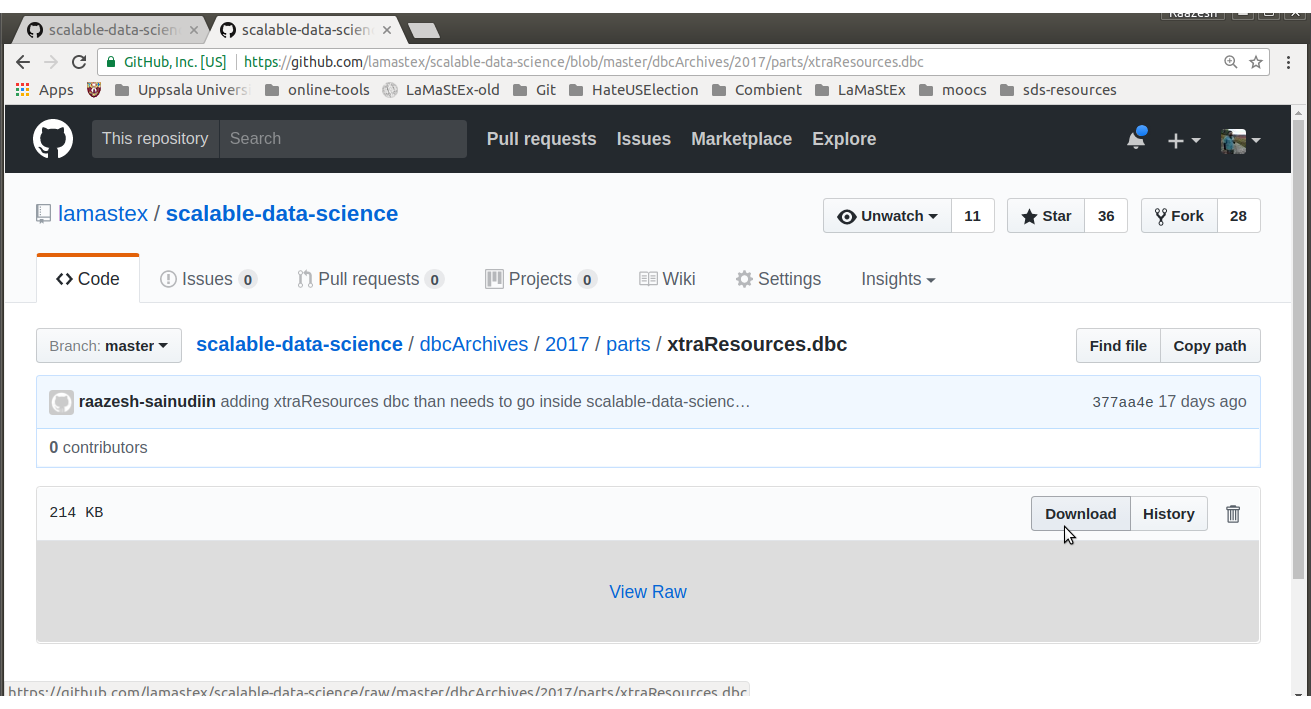 Raazesh
scalable-data-scien × scalable-data-scien ×
GitHub, Inc. [US] https://github.com/lamastex/scalable-data-science/blob/master/dbcArchives/2017/parts/xtraResources.dbc
Apps Uppsala Univers online-tools LaMaStEx-old Git HateUSElection Combient LaMaStEx moocs sds-resources
This repository Search Pull requests Issues Marketplace Explore
lamastex / scalable-data-science Unwatch 11 Star 36 Fork 28
<> Code Issues 0 Pull requests 0 Projects 0 Wiki Settings Insights
Branch: master scalable-data-science / dbcArchives / 2017 / parts / xtraResources.dbc Find file Copy path
raazesh-sainudiin adding xtraResources dbc than needs to go inside scalable-data-scienc… 377aa4e 17 days ago
0 contributors
214 KB Download History
View Raw
https://github.com/lamastex/scalable-data-science/raw/master/dbcArchives/2017/parts/xtraResources.dbc